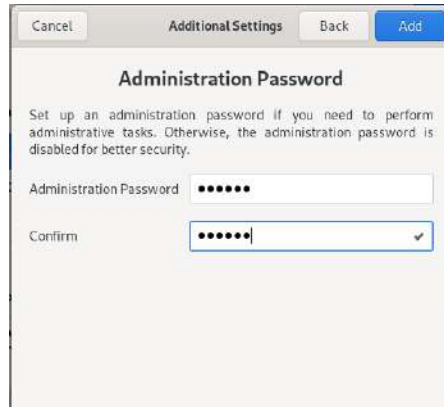 Cancel Additional Settings Back Add
Administration Password
Set up an administration password if you need to perform
administrative tasks. Otherwise, the administration password is
disabled for better security.
Administration Password ●●●●●●
Confirm ●●●●●●